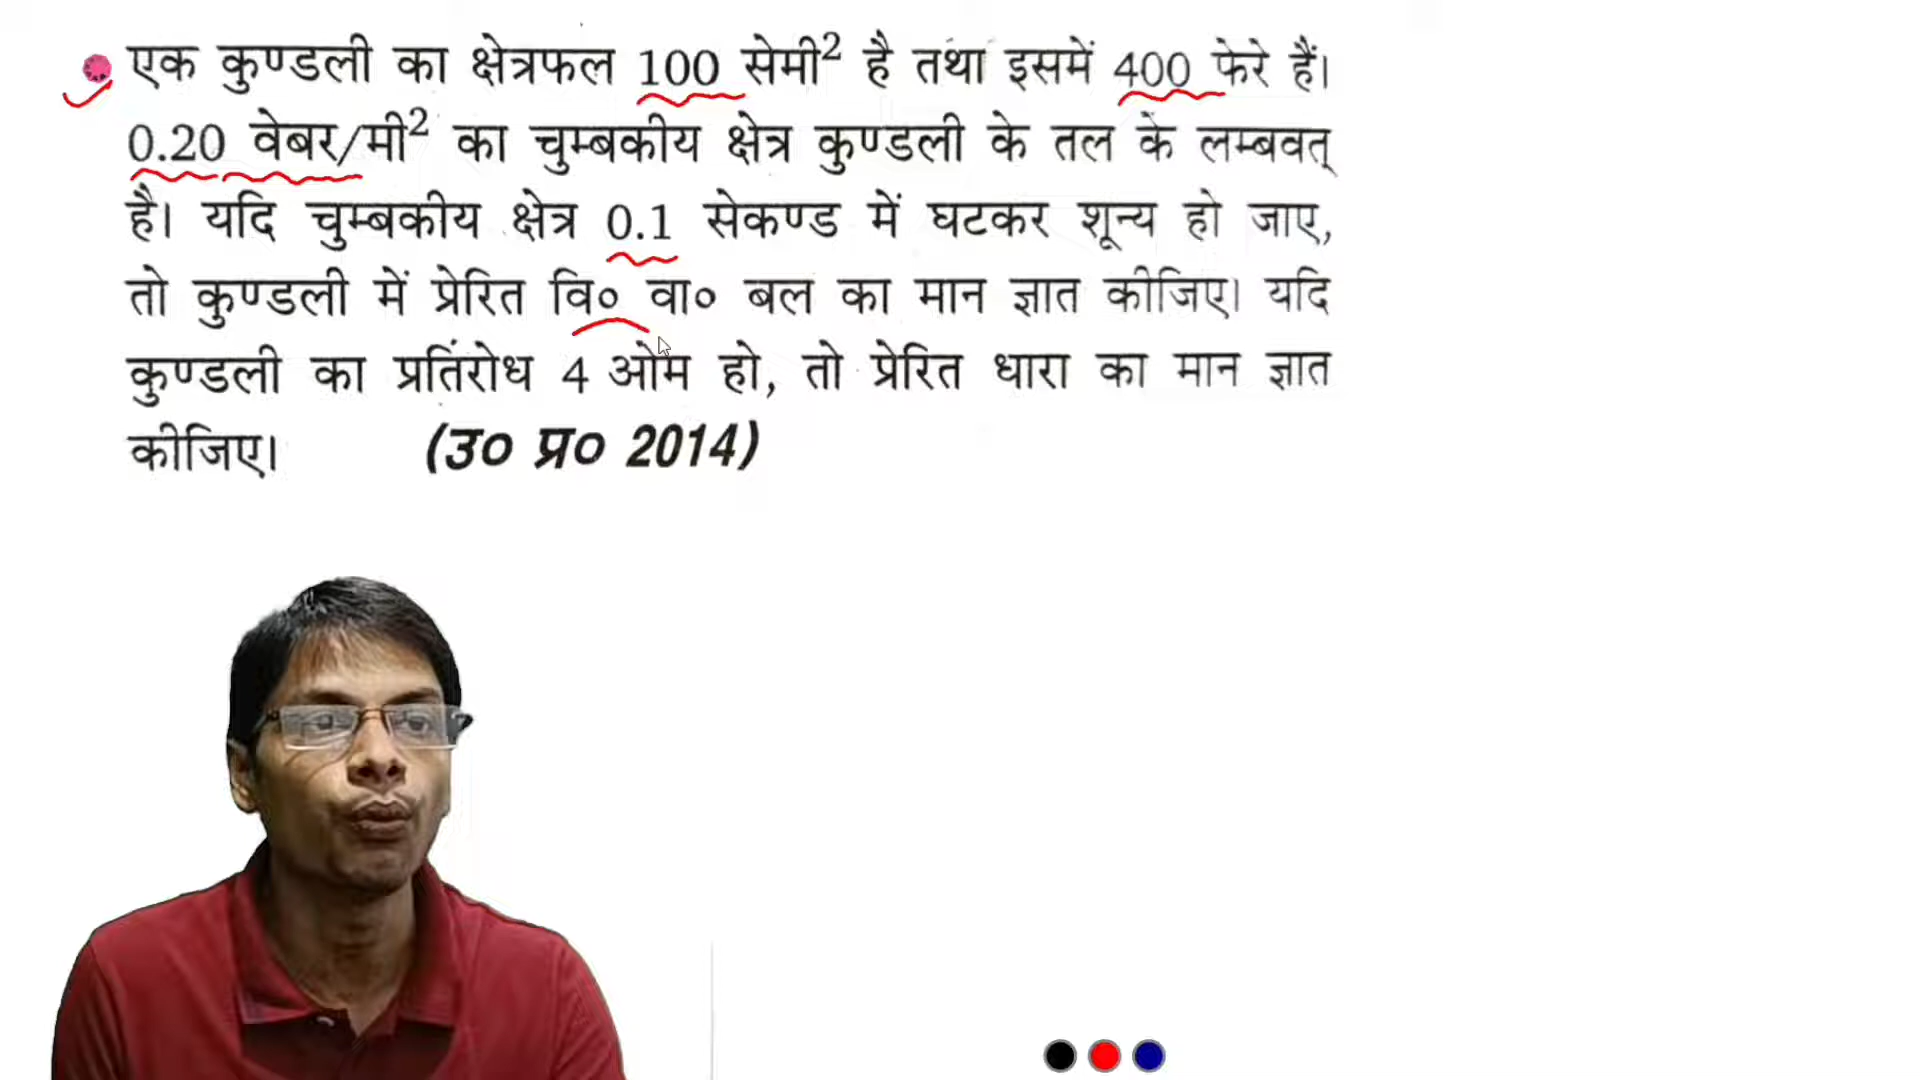 एक कुण्डली का क्षेत्रफल 100 सेमी² है तथा इसमें 400 फेरे हैं।
0.20 वेबर/मी² का चुम्बकीय क्षेत्र कुण्डली के तल के लम्बवत्
है। यदि चुम्बकीय क्षेत्र 0.1 सेकण्ड में घटकर शून्य हो जाए,
तो कुण्डली में प्रेरित वि० वा० बल का मान ज्ञात कीजिए। यदि
कुण्डली का प्रतिरोध 4 ओम हो, तो प्रेरित धारा का मान ज्ञात
कीजिए। (उ० प्र० 2014)